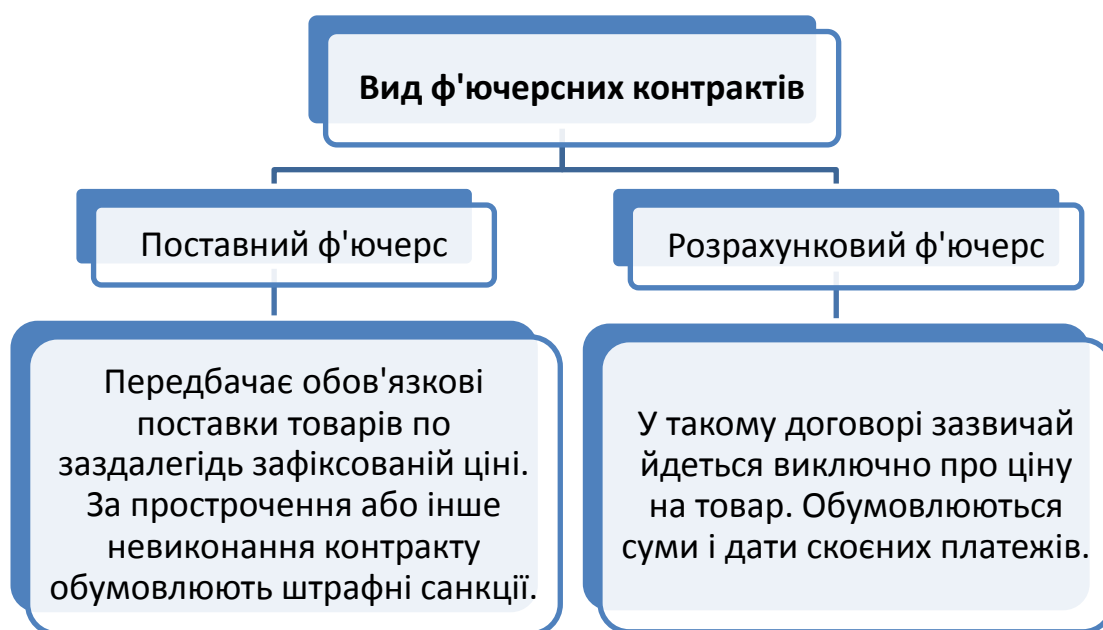 Вид ф'ючерсних контрактів
Поставний ф'ючерс
Розрахунковий ф'ючерс
Передбачає обов'язкові
поставки товарів по
заздалегідь зафіксованій ціні.
За прострочення або інше
невиконання контракту
обумовлюють штрафні санкції.
У такому договорі зазвичай
йдеться виключно про ціну
на товар. Обумовлюються
суми і дати скоєних платежів.